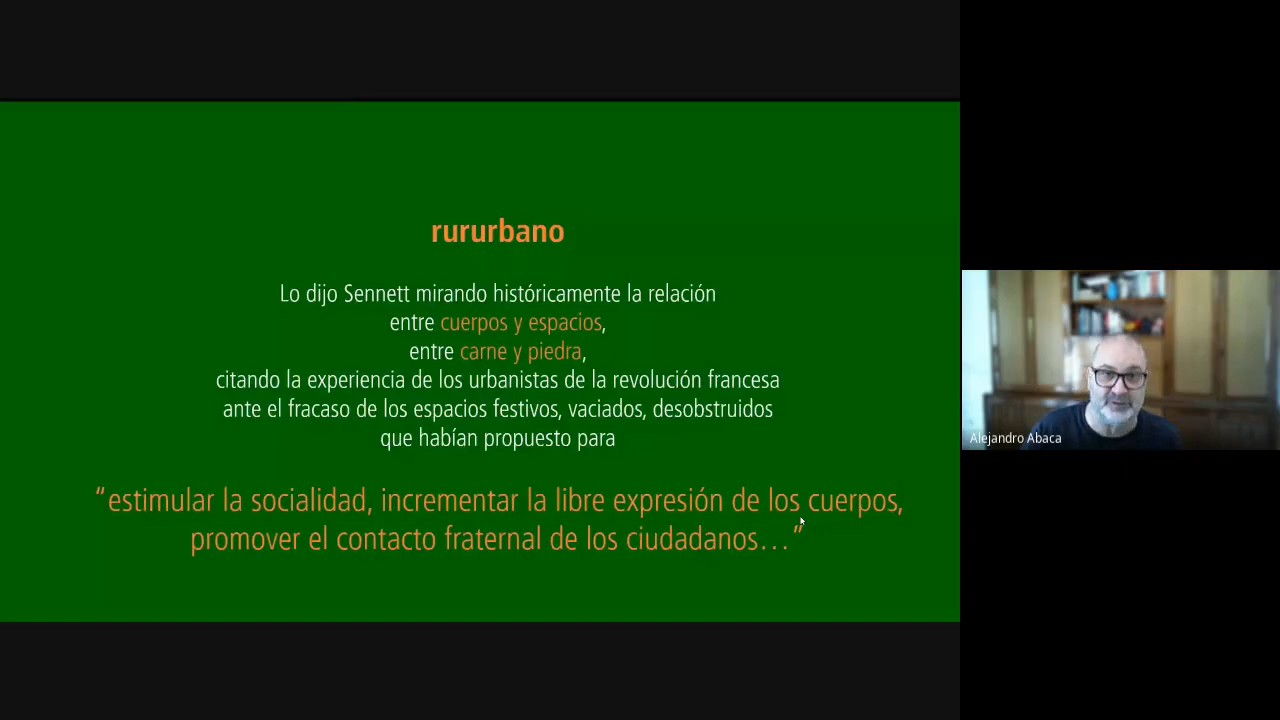 rururbano
Lo dijo Sennett mirando históricamente la relación
entre cuerpos y espacios,
entre carne y piedra,
citando la experiencia de los urbanistas de la revolución francesa
ante el fracaso de los espacios festivos, vaciados, desobstruidos
que habían propuesto para
“estimular la socialidad, incrementar la libre expresión de los cuerpos,
promover el contacto fraternal de los ciudadanos…”
Alejandro Abaca